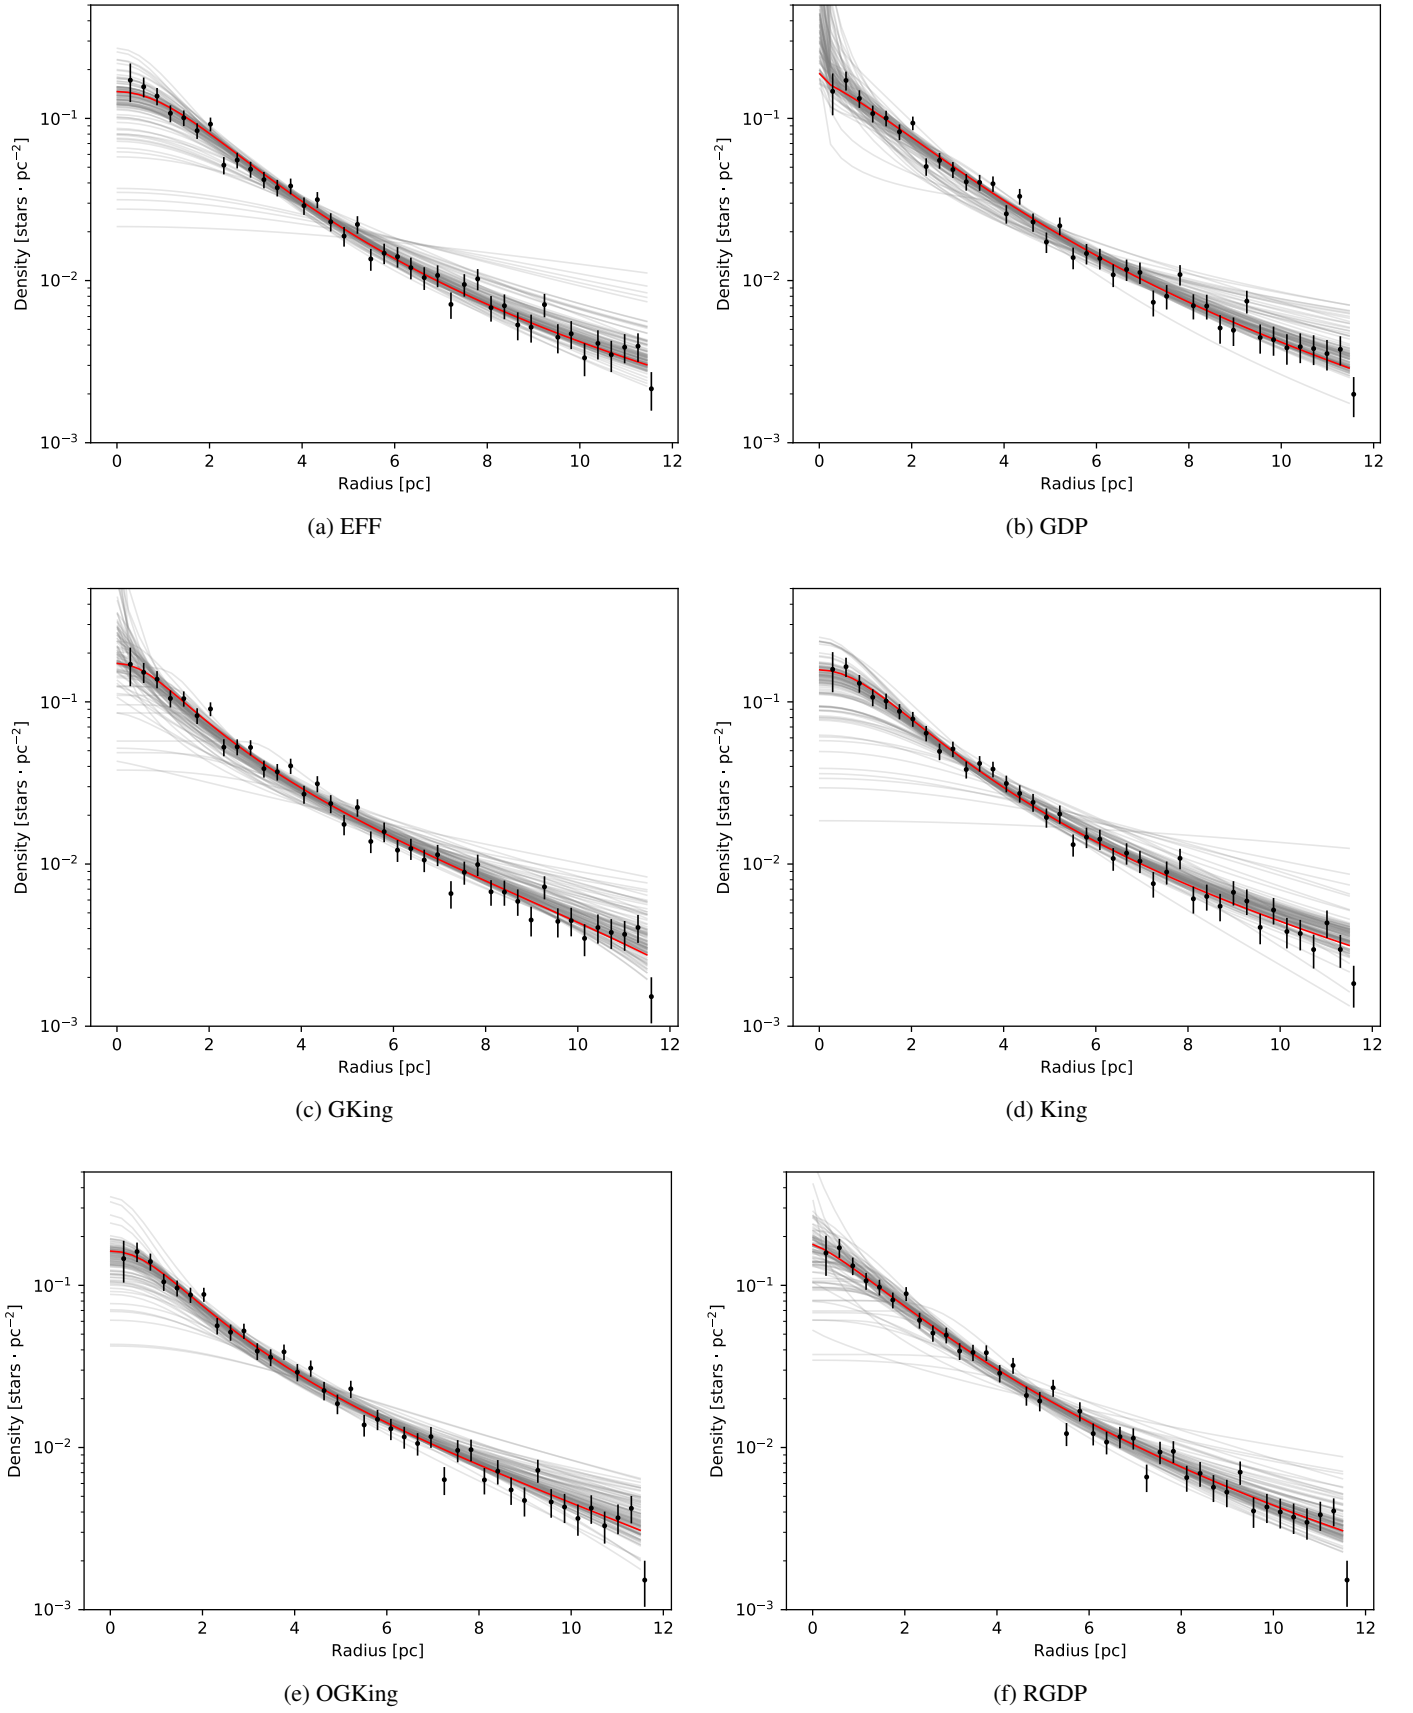 Density [stars · pc⁻²]
10⁻¹
10⁻²
10⁻³
0 2 4 6 8 10 12
Radius [pc]
(a) EFF
Density [stars · pc⁻²]
10⁻¹
10⁻²
10⁻³
0 2 4 6 8 10 12
Radius [pc]
(b) GDP
Density [stars · pc⁻²]
10⁻¹
10⁻²
10⁻³
0 2 4 6 8 10 12
Radius [pc]
(c) GKing
Density [stars · pc⁻²]
10⁻¹
10⁻²
10⁻³
0 2 4 6 8 10 12
Radius [pc]
(d) King
Density [stars · pc⁻²]
10⁻¹
10⁻²
10⁻³
0 2 4 6 8 10 12
Radius [pc]
(e) OGKing
Density [stars · pc⁻²]
10⁻¹
10⁻²
10⁻³
0 2 4 6 8 10 12
Radius [pc]
(f) RGDP